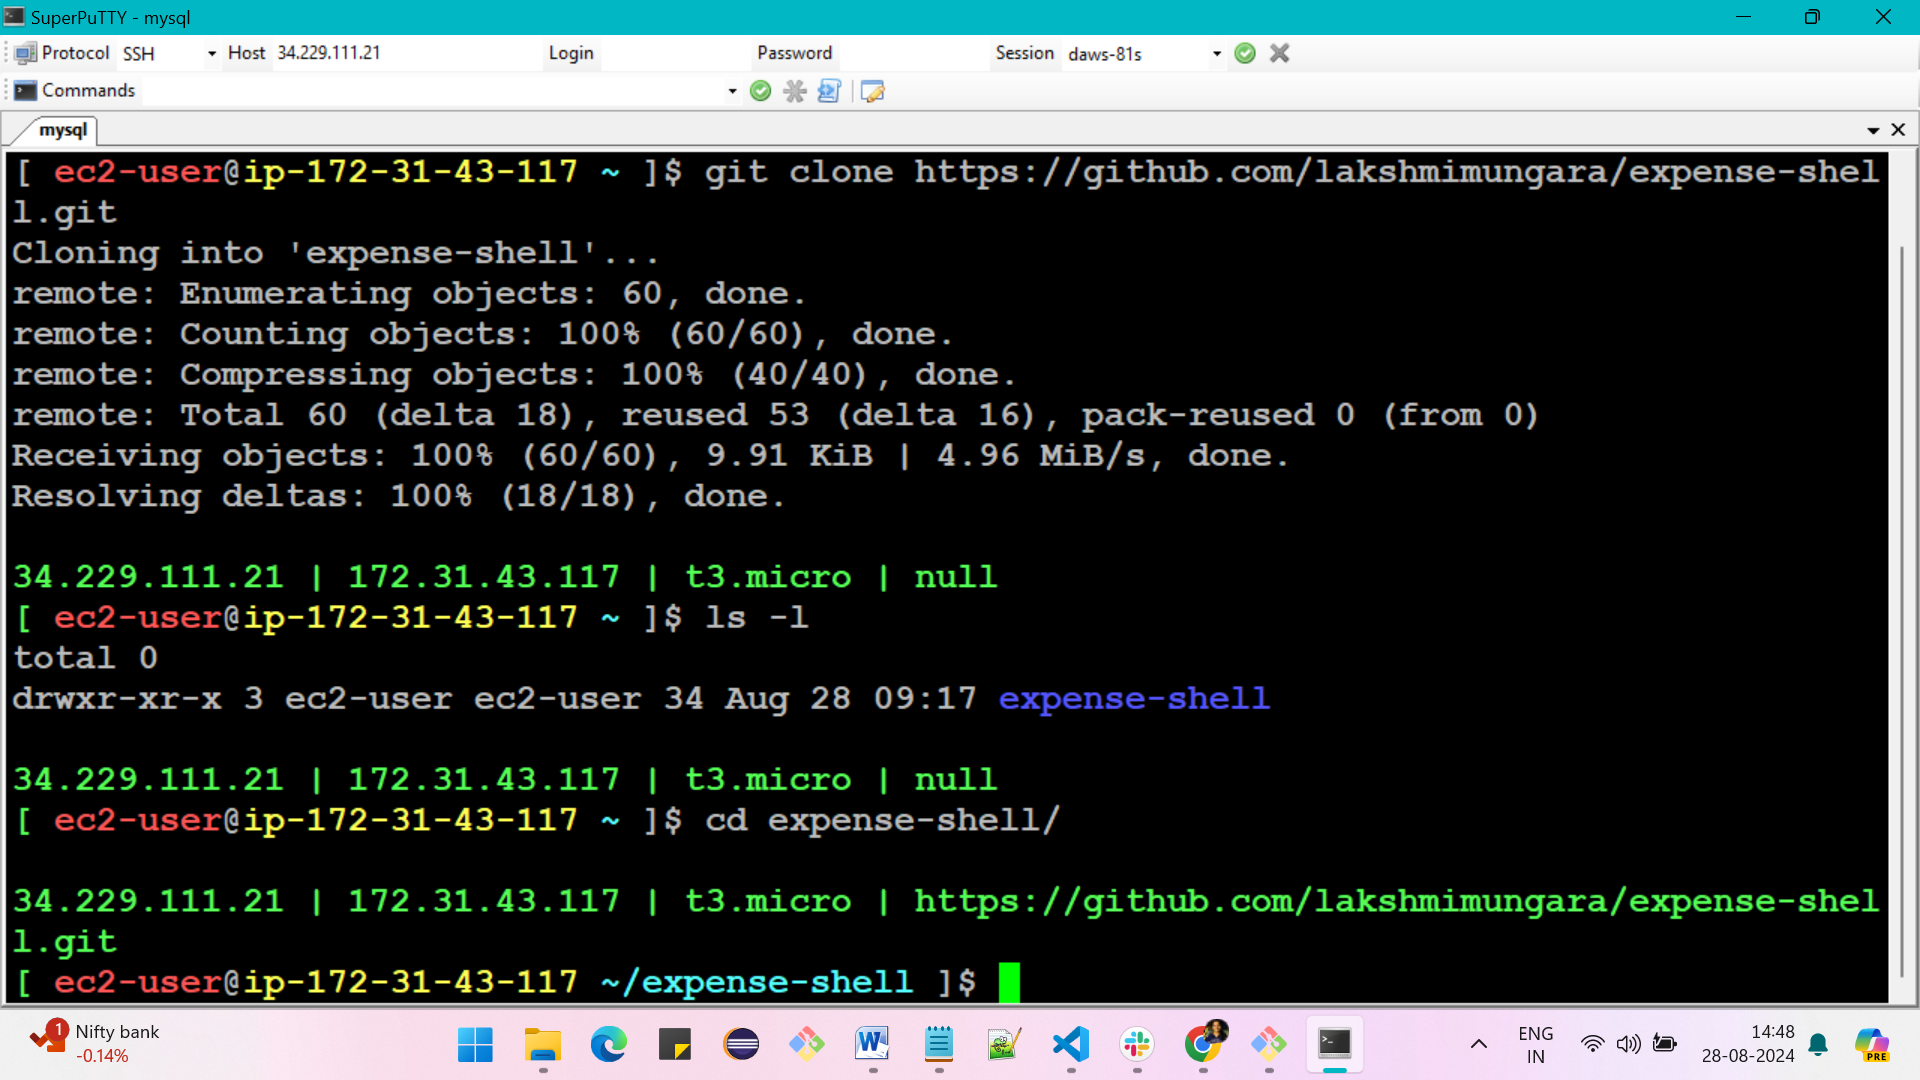 SuperPuTTY - mysql
Protocol SSH Host 34.229.111.21 Login Password Session daws-81s
Commands
mysql
[ ec2-user@ip-172-31-43-117 ~ ]$ git clone https://github.com/lakshmimungara/expense-shel
l.git
Cloning into 'expense-shell'...
remote: Enumerating objects: 60, done.
remote: Counting objects: 100% (60/60), done.
remote: Compressing objects: 100% (40/40), done.
remote: Total 60 (delta 18), reused 53 (delta 16), pack-reused 0 (from 0)
Receiving objects: 100% (60/60), 9.91 KiB | 4.96 MiB/s, done.
Resolving deltas: 100% (18/18), done.
34.229.111.21 | 172.31.43.117 | t3.micro | null
[ ec2-user@ip-172-31-43-117 ~ ]$ ls -l
total 0
drwxr-xr-x 3 ec2-user ec2-user 34 Aug 28 09:17 expense-shell
34.229.111.21 | 172.31.43.117 | t3.micro | null
[ ec2-user@ip-172-31-43-117 ~ ]$ cd expense-shell/
34.229.111.21 | 172.31.43.117 | t3.micro | https://github.com/lakshmimungara/expense-shel
l.git
[ ec2-user@ip-172-31-43-117 ~/expense-shell ]$
1 Nifty bank
-0.14%
ENG
IN
14:48
28-08-2024
PRE